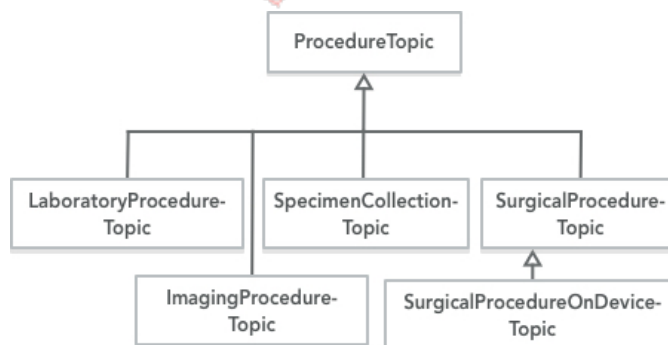 ProcedureTopic
LaboratoryProcedure-
Topic
SpecimenCollection-
Topic
SurgicalProcedure-
Topic
ImagingProcedure-
Topic
SurgicalProcedureOnDevice-
Topic